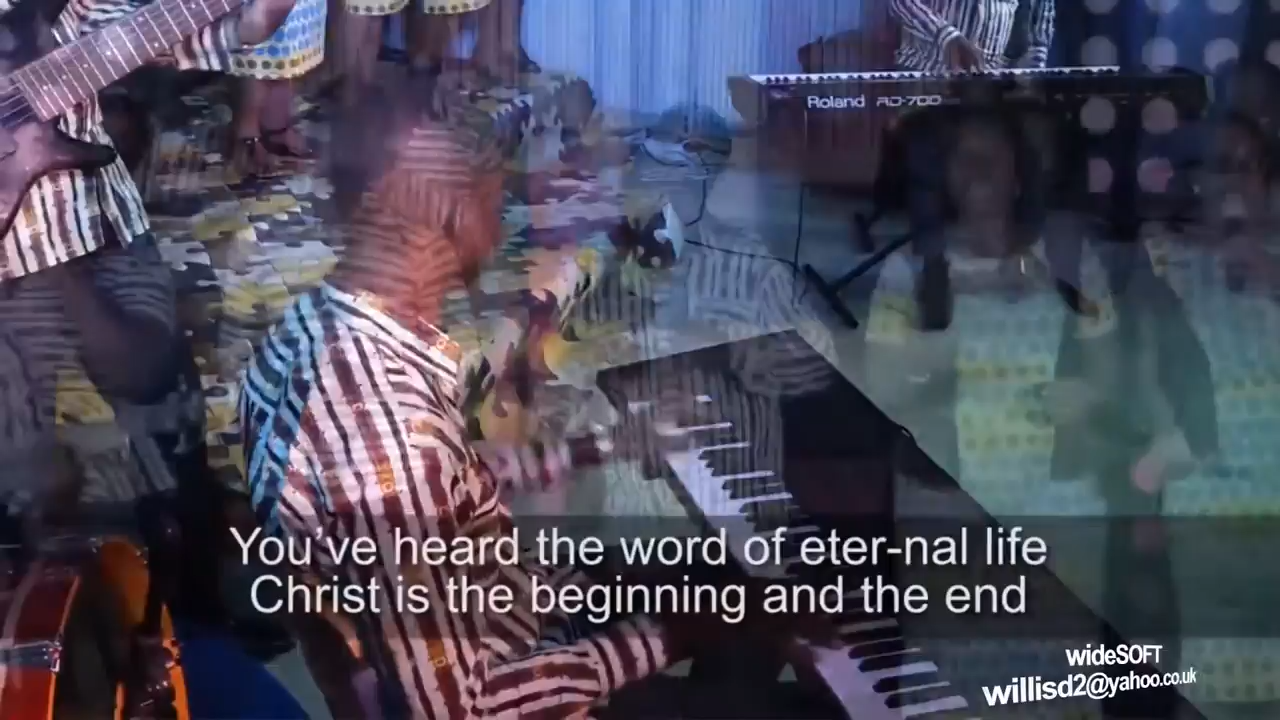 Roland RD-700
You've heard the word of eter-nal life
Christ is the beginning and the end
wideSOFT
willisd2@yahoo.co.uk